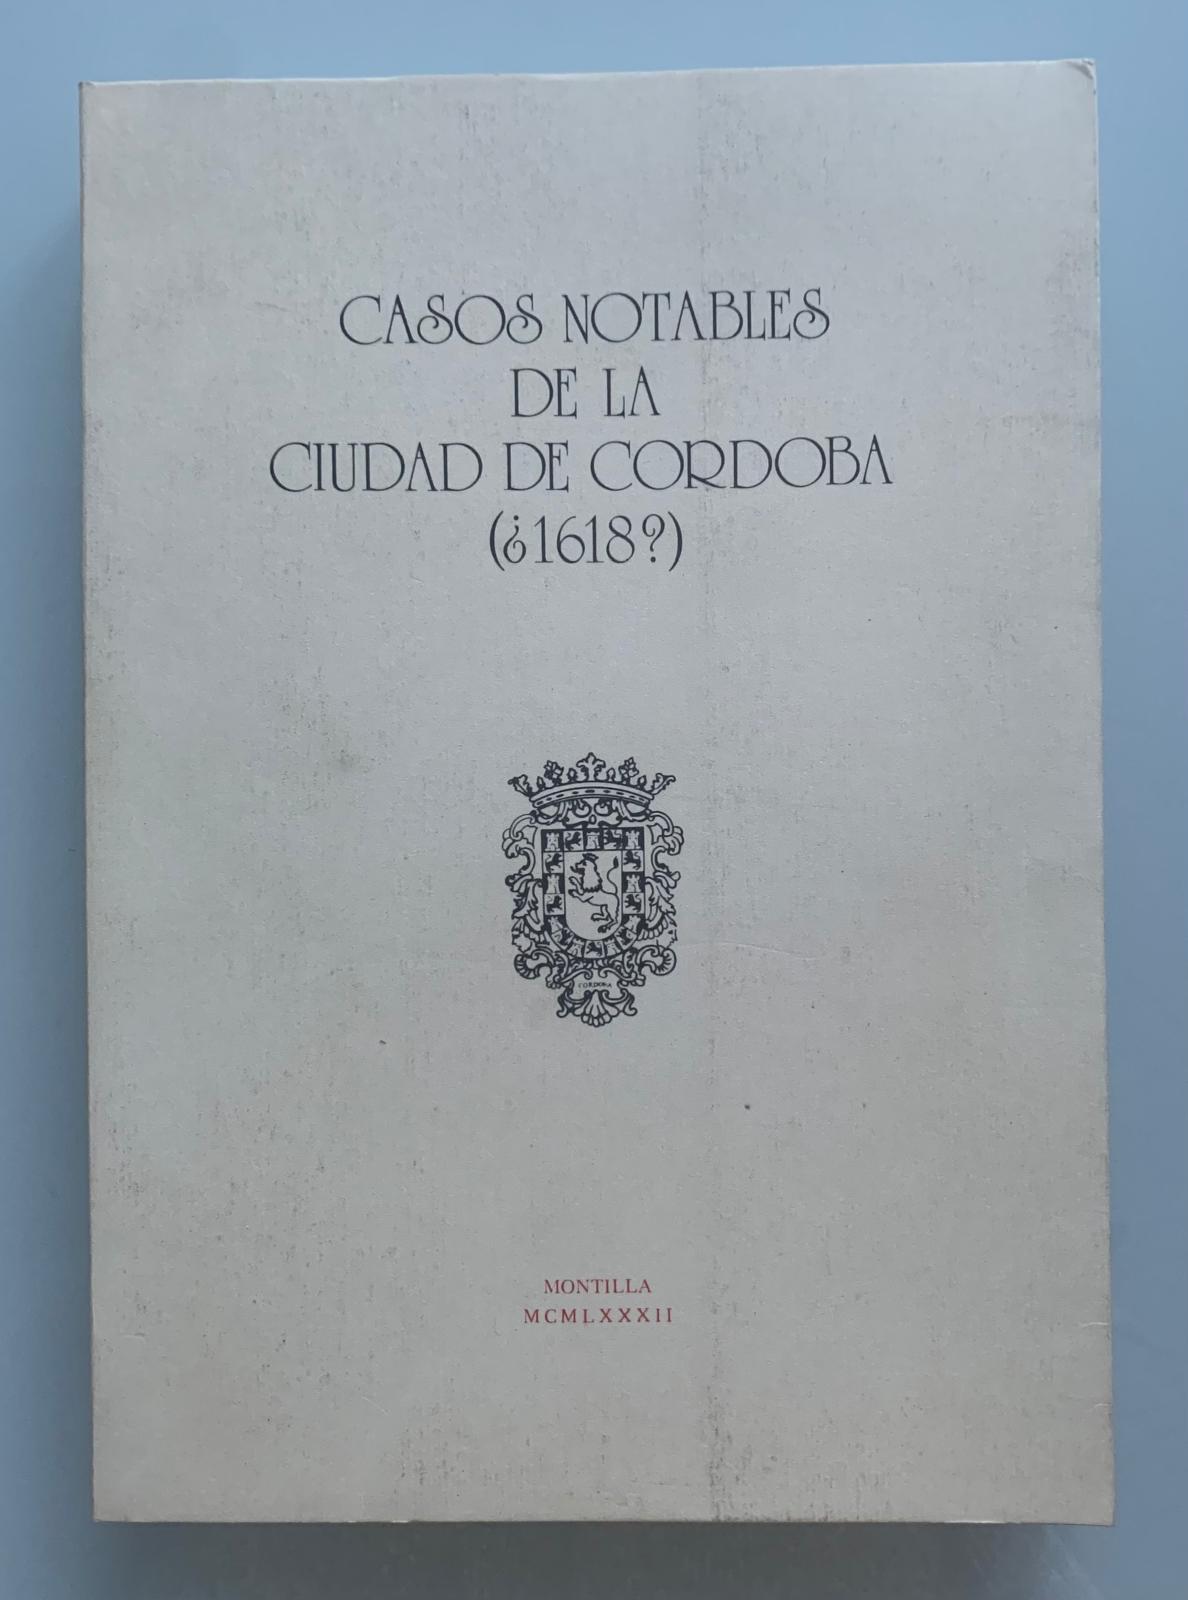 CASOS NOTABLES
DE LA
CIUDAD DE CORDOBA
(¿1618?)
CORDOBA
MONTILLA
MCMLXXXII